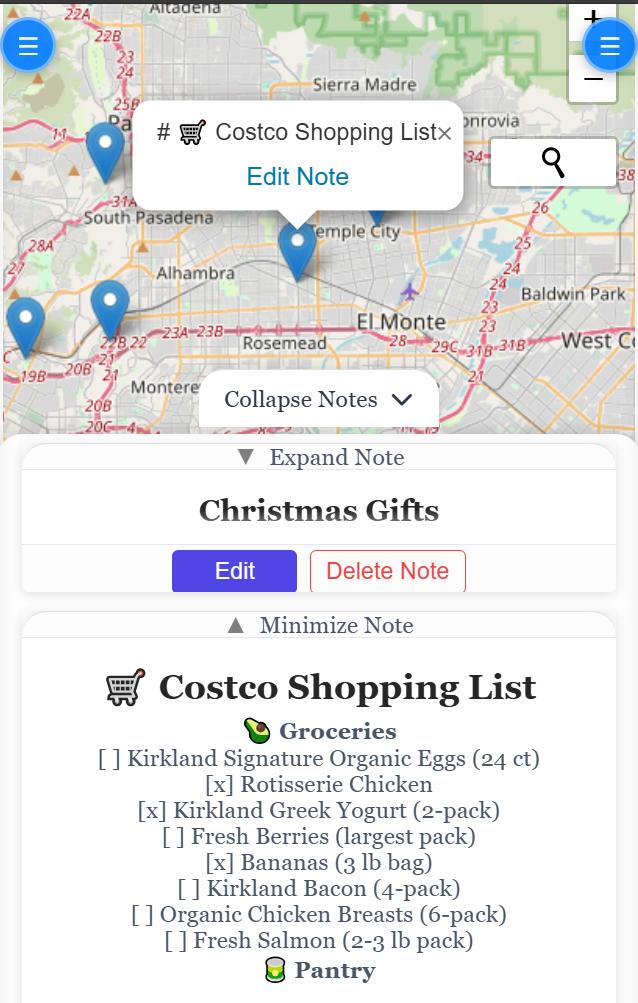 Altadena
210
23
24
25B
Sierra Madre
# 🛒 Costco Shopping List×
Edit Note
+
−
onrovia
11
Pa
34
38
31A
South Pasadena
26
Temple City
28A
25
27
Alhambra
24
24
Baldwin Park
23
23A 23B
El Monte
22B 22
28
29C 31B 31B
West Co
Rosemead
19B
21
21
Montere
20B
20C 4
Collapse Notes
▼ Expand Note
Christmas Gifts
Edit
Delete Note
▲ Minimize Note
🛒 Costco Shopping List
🥑 Groceries
[ ] Kirkland Signature Organic Eggs (24 ct)
[x] Rotisserie Chicken
[x] Kirkland Greek Yogurt (2-pack)
[ ] Fresh Berries (largest pack)
[x] Bananas (3 lb bag)
[ ] Kirkland Bacon (4-pack)
[ ] Organic Chicken Breasts (6-pack)
[ ] Fresh Salmon (2-3 lb pack)
🥫 Pantry